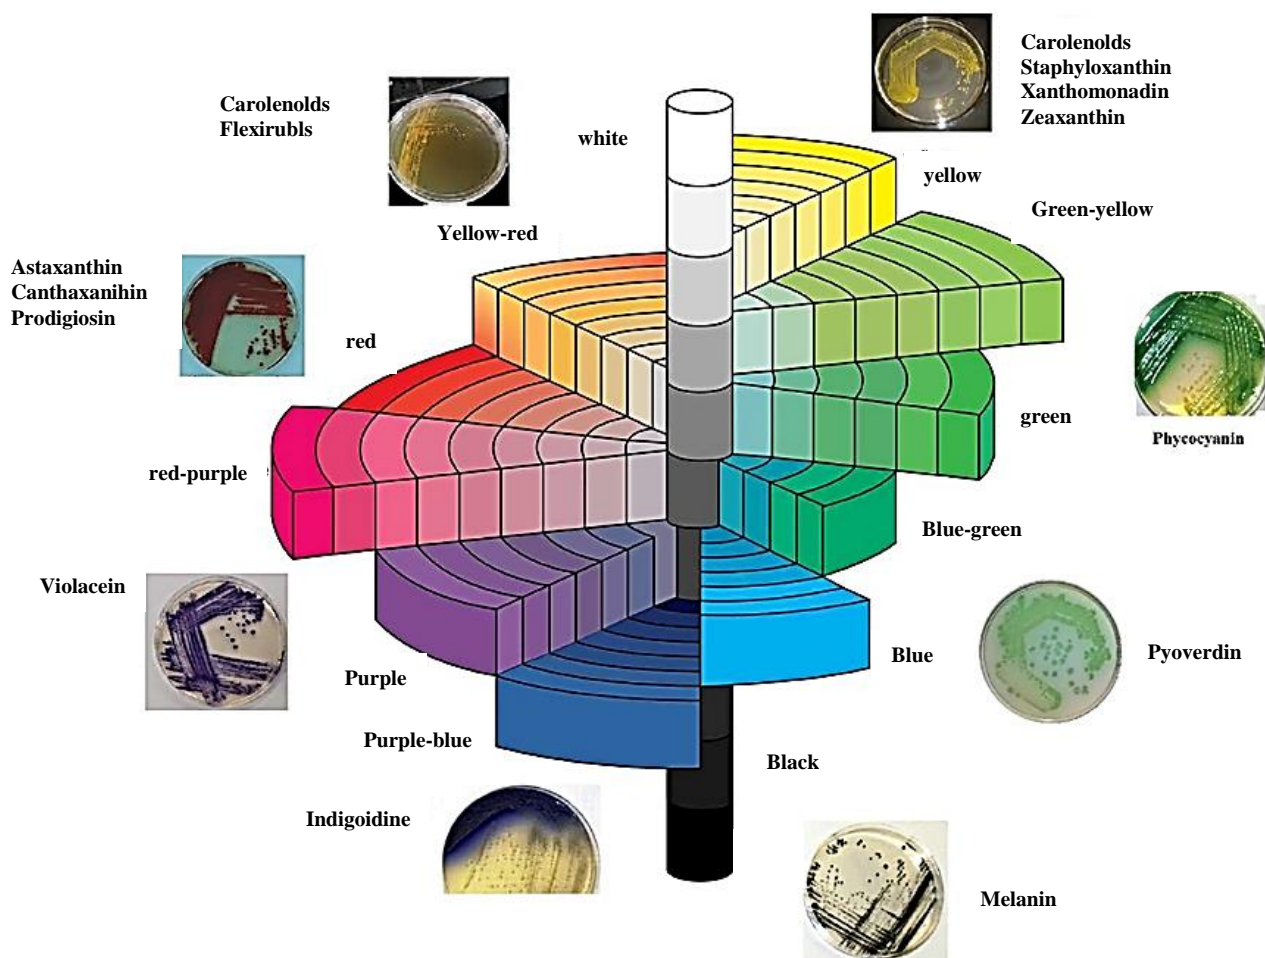 Carolenolds
Staphyloxanthin
Xanthomonadin
Zeaxanthin
Carolenolds
Flexirubls
white
yellow
Green-yellow
Yellow-red
Astaxanthin
Canthaxanihin
Prodigiosin
red
green
Phycocyanin
red-purple
Blue-green
Violacein
Blue
Pyoverdin
Purple
Purple-blue
Black
Indigoidine
Melanin